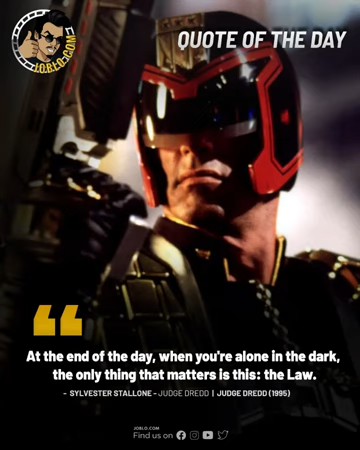 JOBLO.COM
QUOTE OF THE DAY
At the end of the day, when you're alone in the dark,
the only thing that matters is this: the Law.
- SYLVESTER STALLONE - JUDGE DREDD | JUDGE DREDD (1995)
JOBLO.COM
Find us on